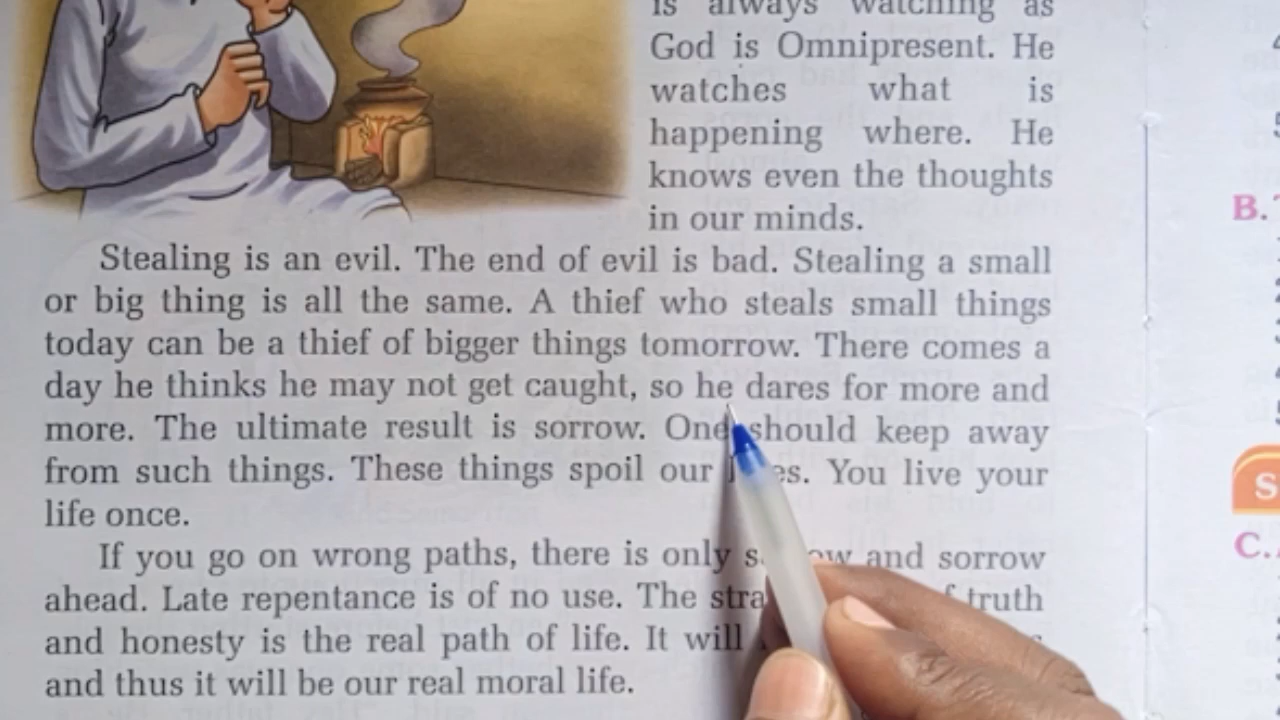 is always watching as
God is Omnipresent. He
watches what is
happening where. He
knows even the thoughts
in our minds.
Stealing is an evil. The end of evil is bad. Stealing a small
or big thing is all the same. A thief who steals small things
today can be a thief of bigger things tomorrow. There comes a
day he thinks he may not get caught, so he dares for more and
more. The ultimate result is sorrow. One should keep away
from such things. These things spoil our You live your
life once.
If you go on wrong paths, there is only and sorrow
ahead. Late repentance is of no use. The truth
and honesty is the real path of life. It will
and thus it will be our real moral life.
B.
S
C.